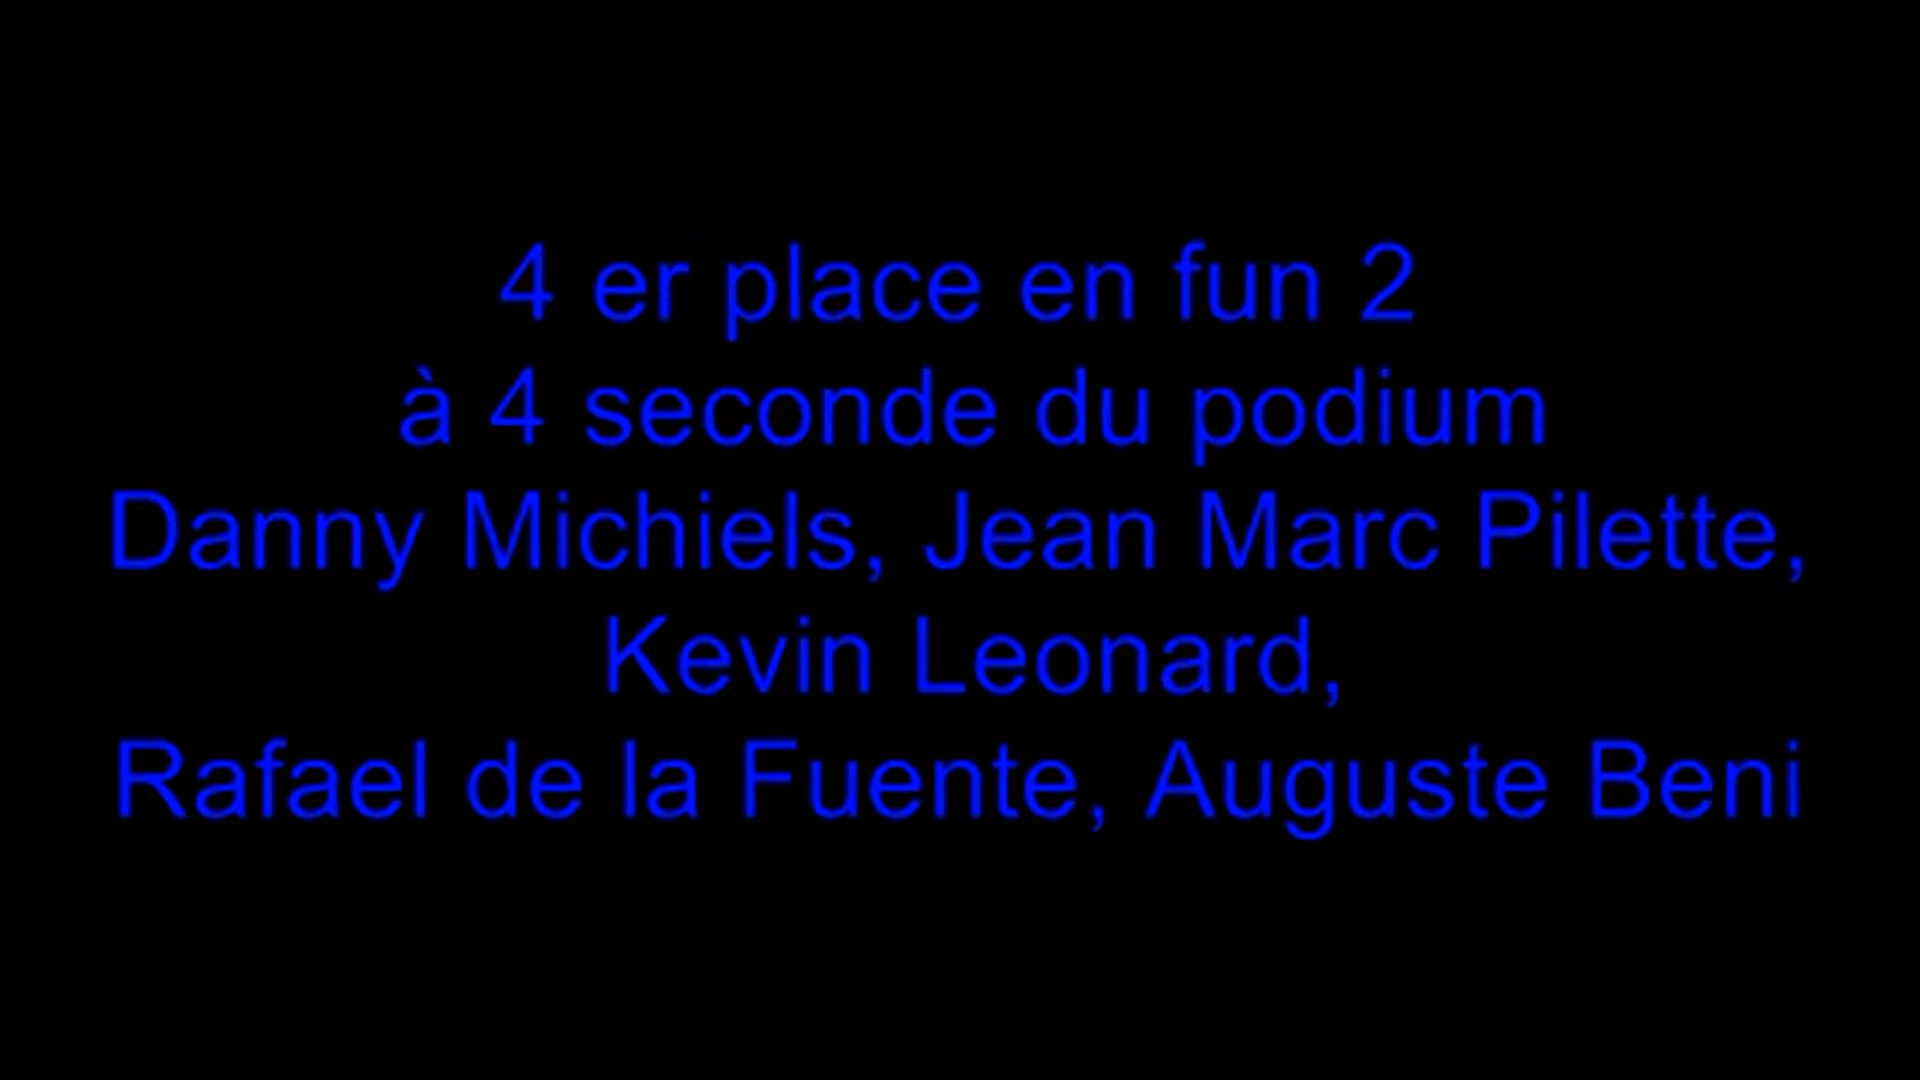 4 er place en fun 2
à 4 seconde du podium
Danny Michiels, Jean Marc Pilette,
Kevin Leonard,
Rafael de la Fuente, Auguste Beni